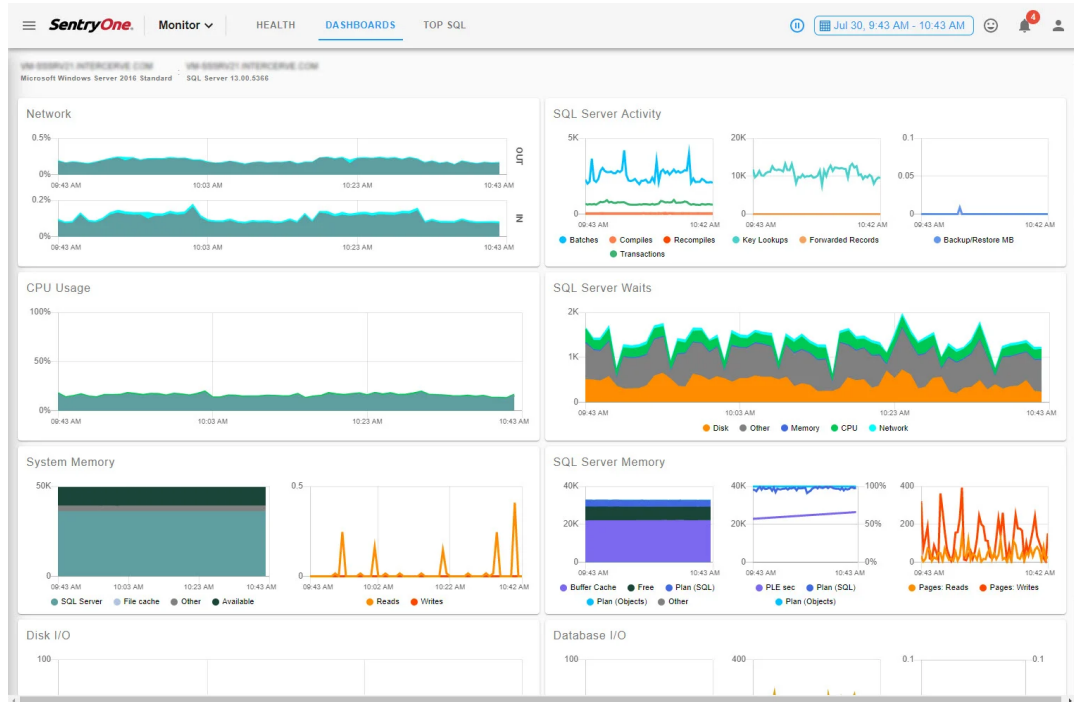 SentryOne. Monitor HEALTH DASHBOARDS TOP SQL Jul 30, 9:43 AM - 10:43 AM 4
Microsoft Windows Server 2016 Standard : SQL Server 13.00.5366
Network
0.5%
0%
09:43 AM 10:03 AM 10:23 AM 10:43 AM
OUT
0.2%
0%
09:43 AM 10:03 AM 10:23 AM 10:43 AM
IN
SQL Server Activity
5K
0
09:43 AM 10:42 AM
Batches Compiles Recompiles
Transactions
20K
10K
0
09:43 AM 10:42 AM
Key Lookups Forwarded Records
0.1
0.05
0
09:43 AM 10:42 AM
Backup/Restore MB
CPU Usage
100%
50%
0%
09:43 AM 10:03 AM 10:23 AM 10:43 AM
SQL Server Waits
2K
1K
0
09:43 AM 10:03 AM 10:23 AM 10:43 AM
Disk Other Memory CPU Network
System Memory
50K
0
09:43 AM 10:03 AM 10:23 AM 10:43 AM
SQL Server File cache Other Available
0.5
0
09:43 AM 10:02 AM 10:22 AM 10:42 AM
Reads Writes
SQL Server Memory
40K
20K
0
09:43 AM 10:43 AM
Buffer Cache Free Plan (SQL)
Plan (Objects) Other
40K 100%
20K 50%
0 0%
09:43 AM 10:43 AM
PLE sec Plan (SQL)
Plan (Objects)
400
200
0
09:43 AM 10:42 AM
Pages: Reads Pages: Writes
Disk I/O
100
Database I/O
100
400
0.1 0.1